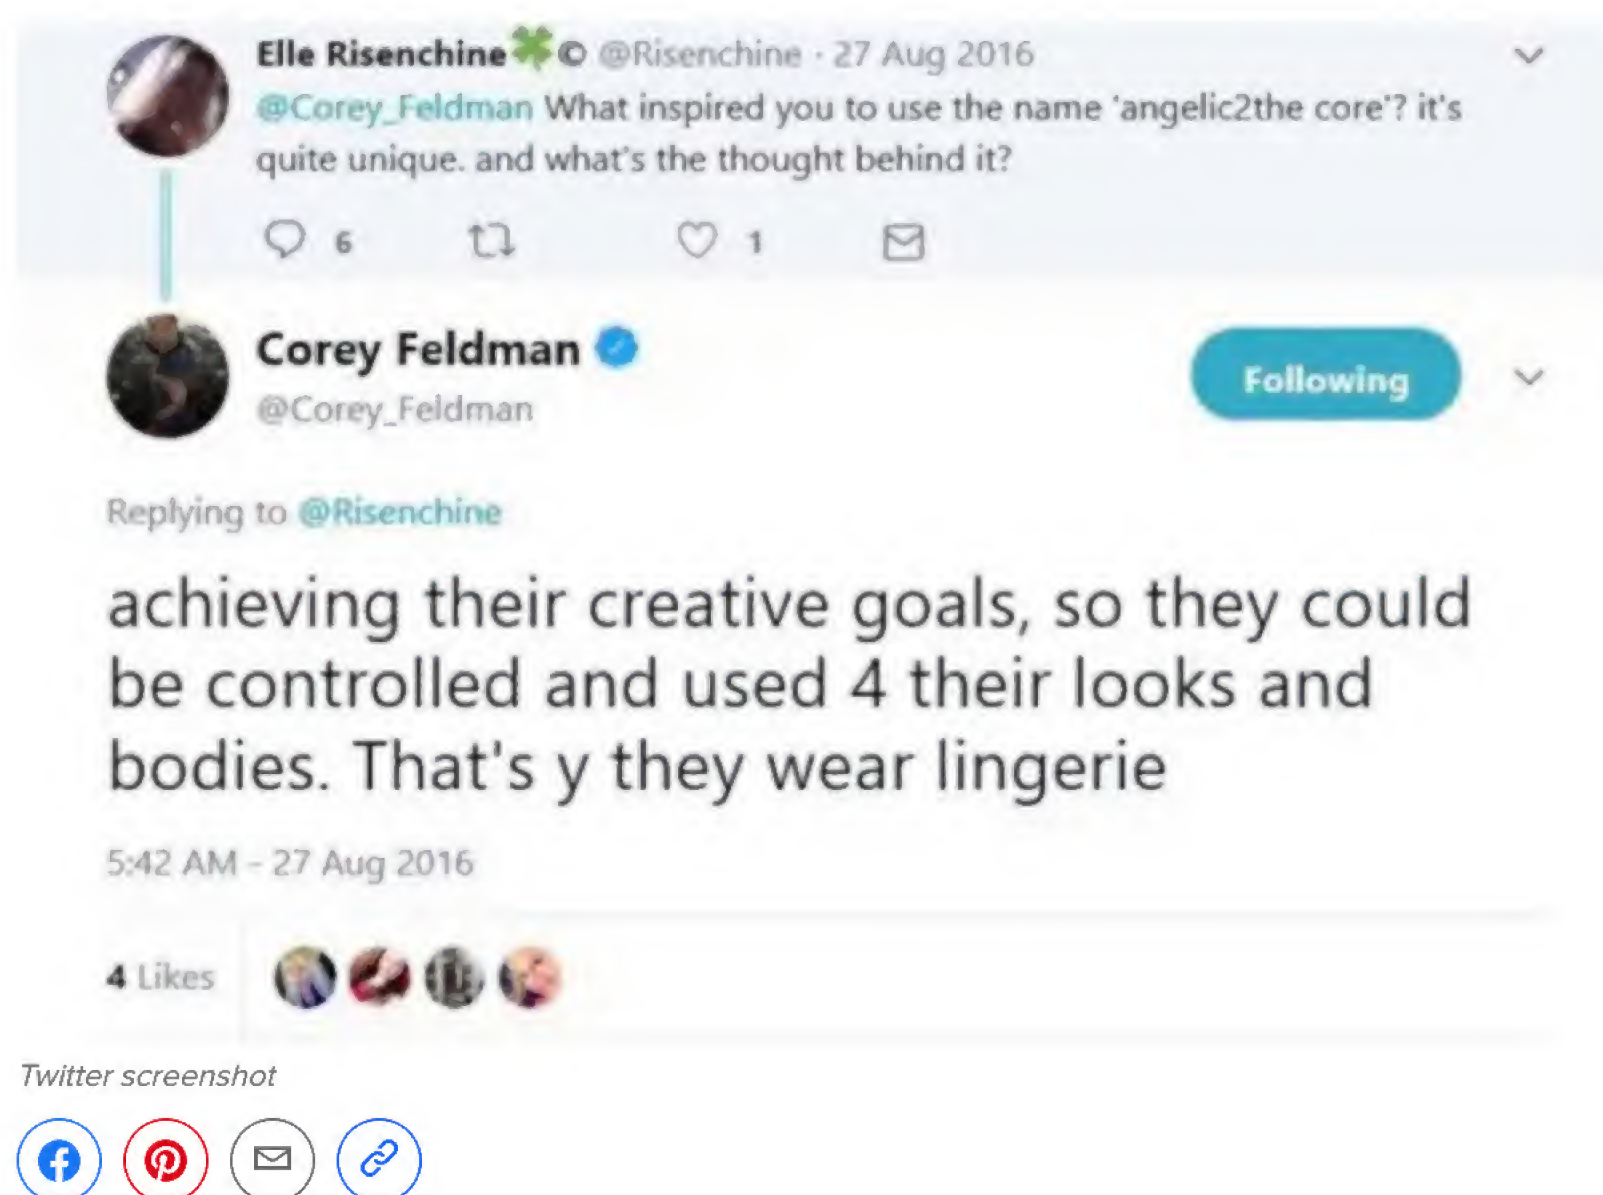 Elle Risenchine🍀© @Risenchine · 27 Aug 2016
@Corey_Feldman What inspired you to use the name 'angelic2the core'? it's
quite unique. and what's the thought behind it?
6 1
Corey Feldman
@Corey_Feldman
Following
Replying to @Risenchine
achieving their creative goals, so they could
be controlled and used 4 their looks and
bodies. That's y they wear lingerie
5:42 AM - 27 Aug 2016
4 Likes
Twitter screenshot